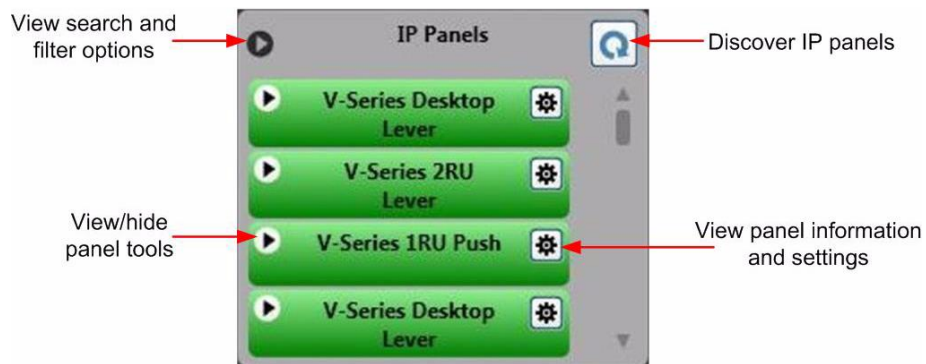 View search and
filter options
IP Panels
Discover IP panels
V-Series Desktop
Lever
V-Series 2RU
Lever
View/hide
panel tools
V-Series 1RU Push
View panel information
and settings
V-Series Desktop
Lever